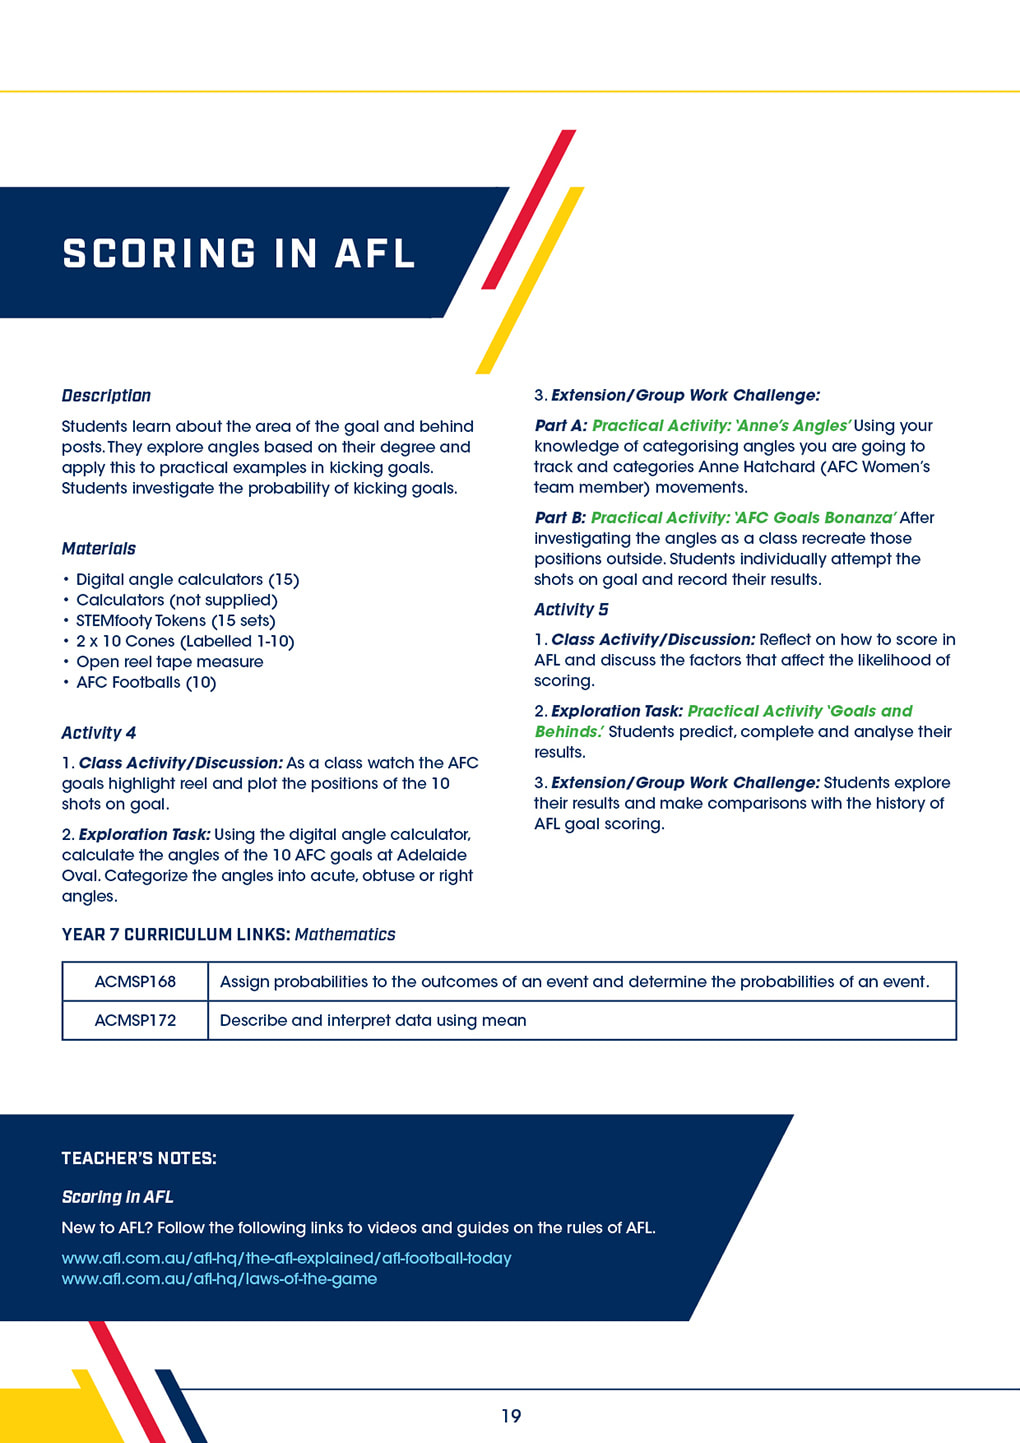 SCORING IN AFL
Description
Students learn about the area of the goal and behind
posts. They explore angles based on their degree and
apply this to practical examples in kicking goals.
Students investigate the probability of kicking goals.
Materials
• Digital angle calculators (15)
• Calculators (not supplied)
• STEMfooty Tokens (15 sets)
• 2 x 10 Cones (Labelled 1-10)
• Open reel tape measure
• AFC Footballs (10)
Activity 4
1. Class Activity/Discussion: As a class watch the AFC
goals highlight reel and plot the positions of the 10
shots on goal.
2. Exploration Task: Using the digital angle calculator,
calculate the angles of the 10 AFC goals at Adelaide
Oval. Categorize the angles into acute, obtuse or right
angles.
3. Extension/Group Work Challenge:
Part A: Practical Activity: ‘Anne’s Angles’ Using your
knowledge of categorising angles you are going to
track and categories Anne Hatchard (AFC Women’s
team member) movements.
Part B: Practical Activity: ‘AFC Goals Bonanza’ After
investigating the angles as a class recreate those
positions outside. Students individually attempt the
shots on goal and record their results.
Activity 5
1. Class Activity/Discussion: Reflect on how to score in
AFL and discuss the factors that affect the likelihood of
scoring.
2. Exploration Task: Practical Activity ‘Goals and
Behinds.’ Students predict, complete and analyse their
results.
3. Extension/Group Work Challenge: Students explore
their results and make comparisons with the history of
AFL goal scoring.
YEAR 7 CURRICULUM LINKS: Mathematics
ACMSP168 Assign probabilities to the outcomes of an event and determine the probabilities of an event.
ACMSP172 Describe and interpret data using mean
TEACHER’S NOTES:
Scoring in AFL
New to AFL? Follow the following links to videos and guides on the rules of AFL.
www.afl.com.au/afl-hq/the-afl-explained/afl-football-today
www.afl.com.au/afl-hq/laws-of-the-game
19